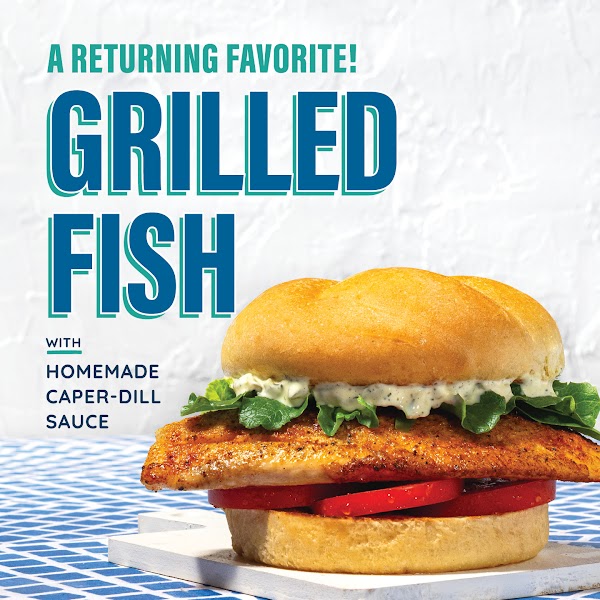 A RETURNING FAVORITE!
GRILLED
FISH
WITH
HOMEMADE
CAPER-DILL
SAUCE